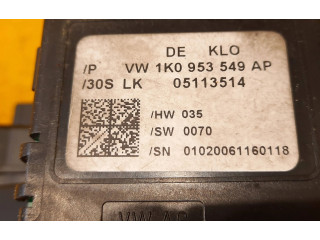 DE KLO
/P VW 1K0 953 549 AP
/30S LK 05113514
/HW 035
/SW 0070
/SN 01020061160118